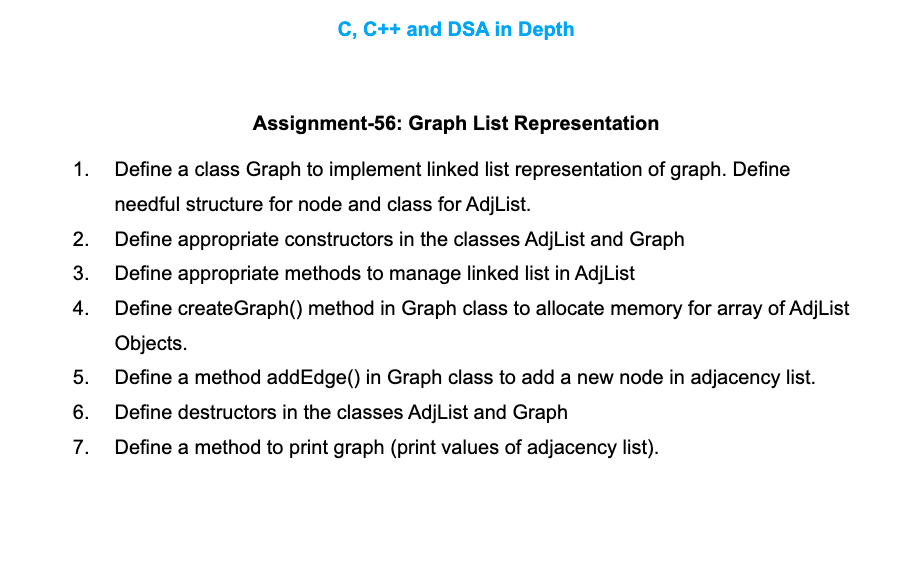 C, C++ and DSA in Depth
Assignment-56: Graph List Representation
1. Define a class Graph to implement linked list representation of graph. Define
needful structure for node and class for AdjList.
2. Define appropriate constructors in the classes AdjList and Graph
3. Define appropriate methods to manage linked list in AdjList
4. Define createGraph() method in Graph class to allocate memory for array of AdjList
Objects.
5. Define a method addEdge() in Graph class to add a new node in adjacency list.
6. Define destructors in the classes AdjList and Graph
7. Define a method to print graph (print values of adjacency list).